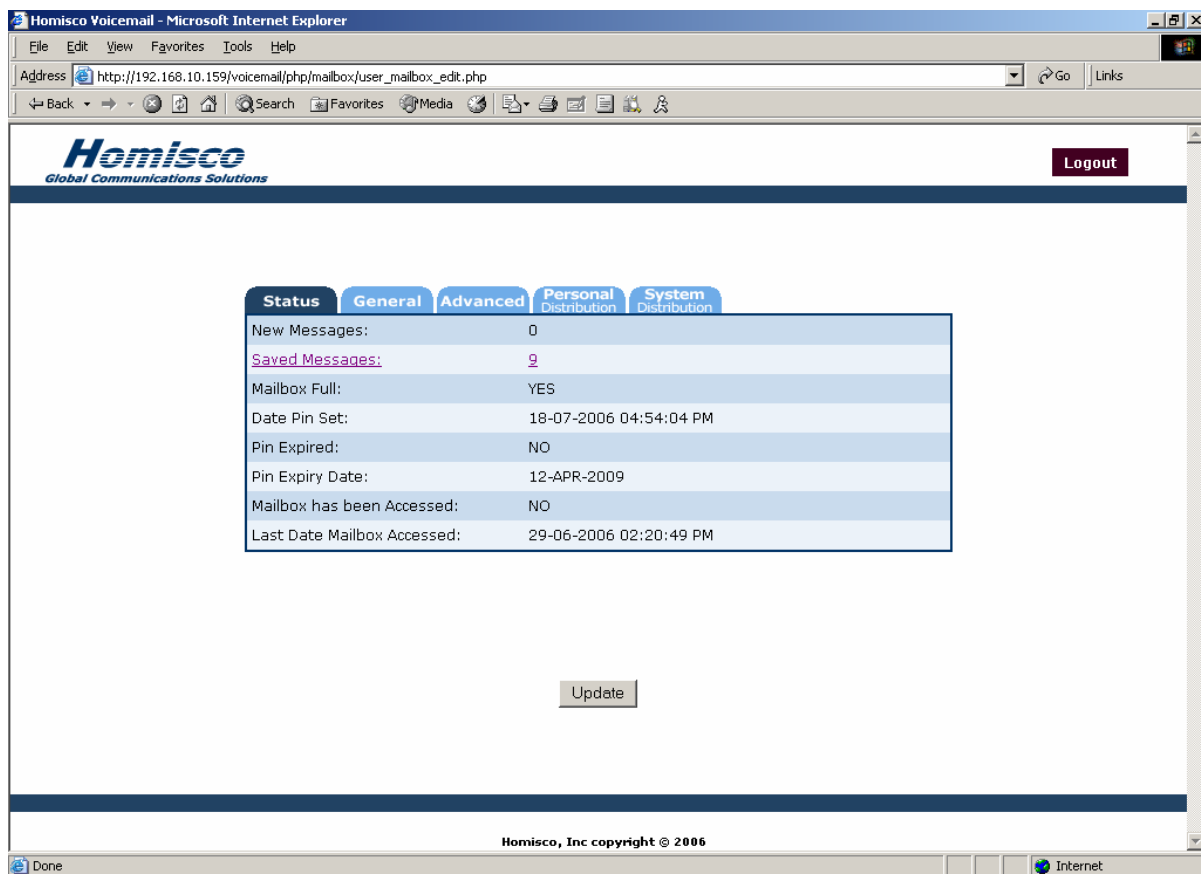 Homisco Voicemail - Microsoft Internet Explorer
File Edit View Favorites Tools Help
Address http://192.168.10.159/voicemail/php/mailbox/user_mailbox_edit.php Go Links
Back Search Favorites Media
Homisco
Global Communications Solutions
Logout
Status General Advanced Personal Distribution System Distribution
New Messages: 0
Saved Messages: 9
Mailbox Full: YES
Date Pin Set: 18-07-2006 04:54:04 PM
Pin Expired: NO
Pin Expiry Date: 12-APR-2009
Mailbox has been Accessed: NO
Last Date Mailbox Accessed: 29-06-2006 02:20:49 PM
Update
Homisco, Inc copyright © 2006
Done Internet